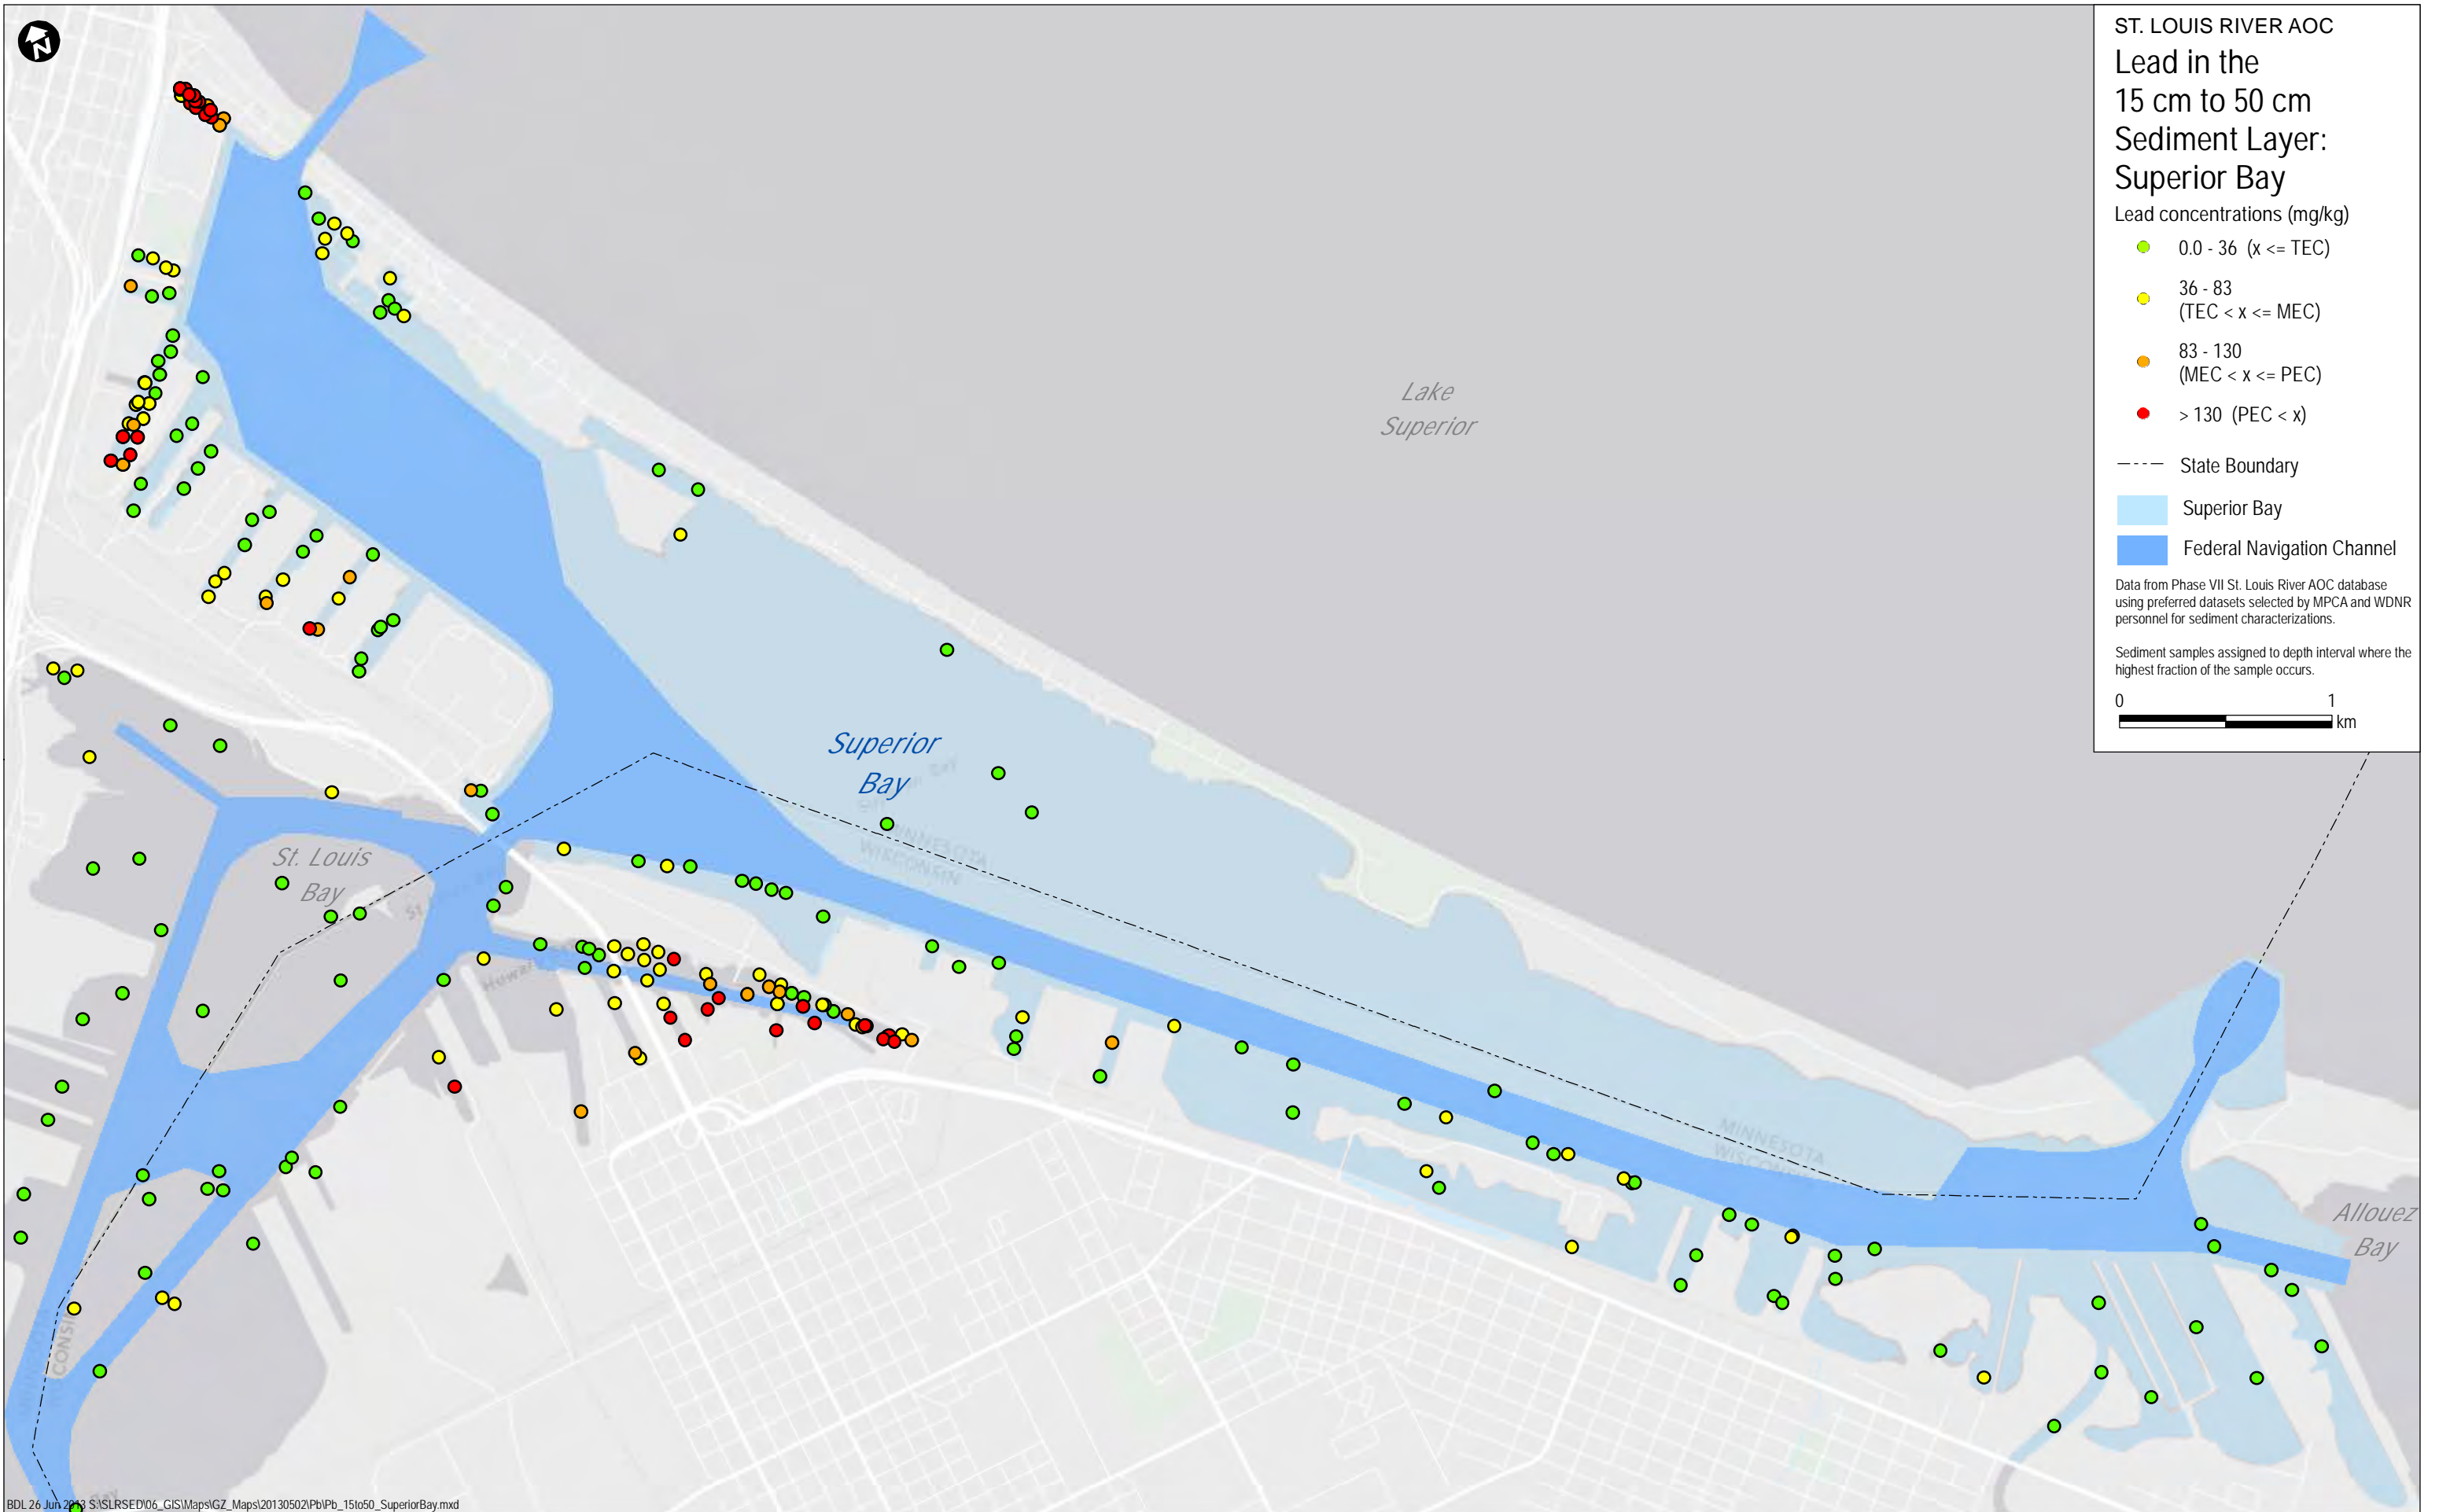 N
ST. LOUIS RIVER AOC
Lead in the
15 cm to 50 cm
Sediment Layer:
Superior Bay
Lead concentrations (mg/kg)
0.0 - 36 (x <= TEC)
36 - 83
(TEC < x <= MEC)
83 - 130
(MEC < x <= PEC)
> 130 (PEC < x)
State Boundary
Superior Bay
Federal Navigation Channel
Data from Phase VII St. Louis River AOC database
using preferred datasets selected by MPCA and WDNR
personnel for sediment characterizations.
Sediment samples assigned to depth interval where the
highest fraction of the sample occurs.
0 1
km
Lake
Superior
Superior
Bay
MINNESOTA
WISCONSIN
St. Louis
Bay
MINNESOTA
WISCONSIN
Allouez
Bay
MINNESOTA
BDL 26 Jun 2013 S:\SLRSED\06_GIS\Maps\GZ_Maps\20130502\Pb\Pb_15to50_SuperiorBay.mxd